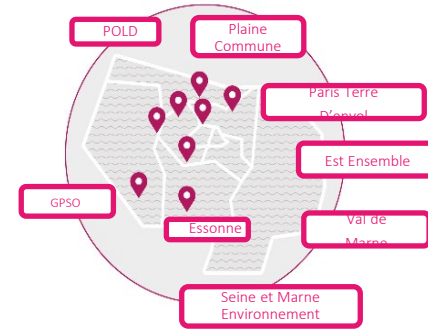 POLD
Plaine
Commune
Paris Terre
D'envol
Est Ensemble
GPSO
Essonne
Val de
Marne
Seine et Marne
Environnement